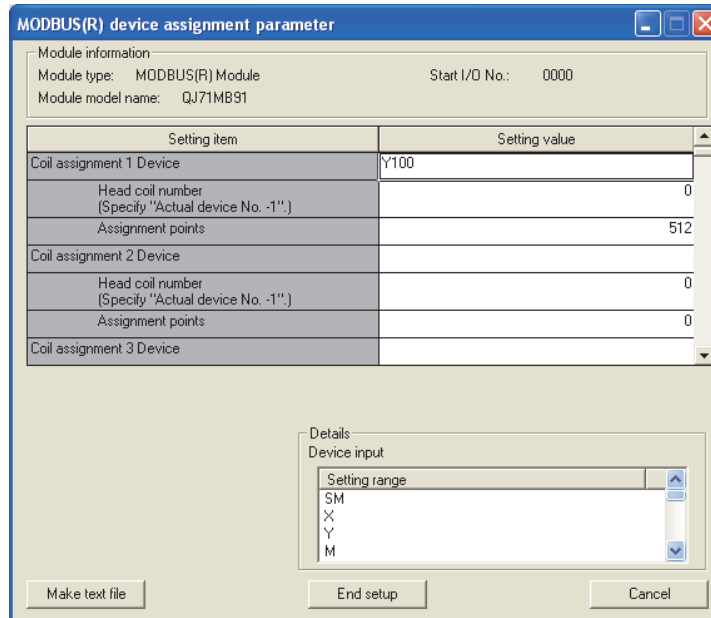 MODBUS(R) device assignment parameter
Module information
Module type: MODBUS(R) Module Start I/O No.: 0000
Module model name: QJ71MB91
Setting item Setting value
Coil assignment 1 Device Y100
Head coil number
(Specify "Actual device No. -1".) 0
Assignment points 512
Coil assignment 2 Device
Head coil number
(Specify "Actual device No. -1".) 0
Assignment points 0
Coil assignment 3 Device
Details
Device input
Setting range
SM
X
Y
M
Make text file End setup Cancel